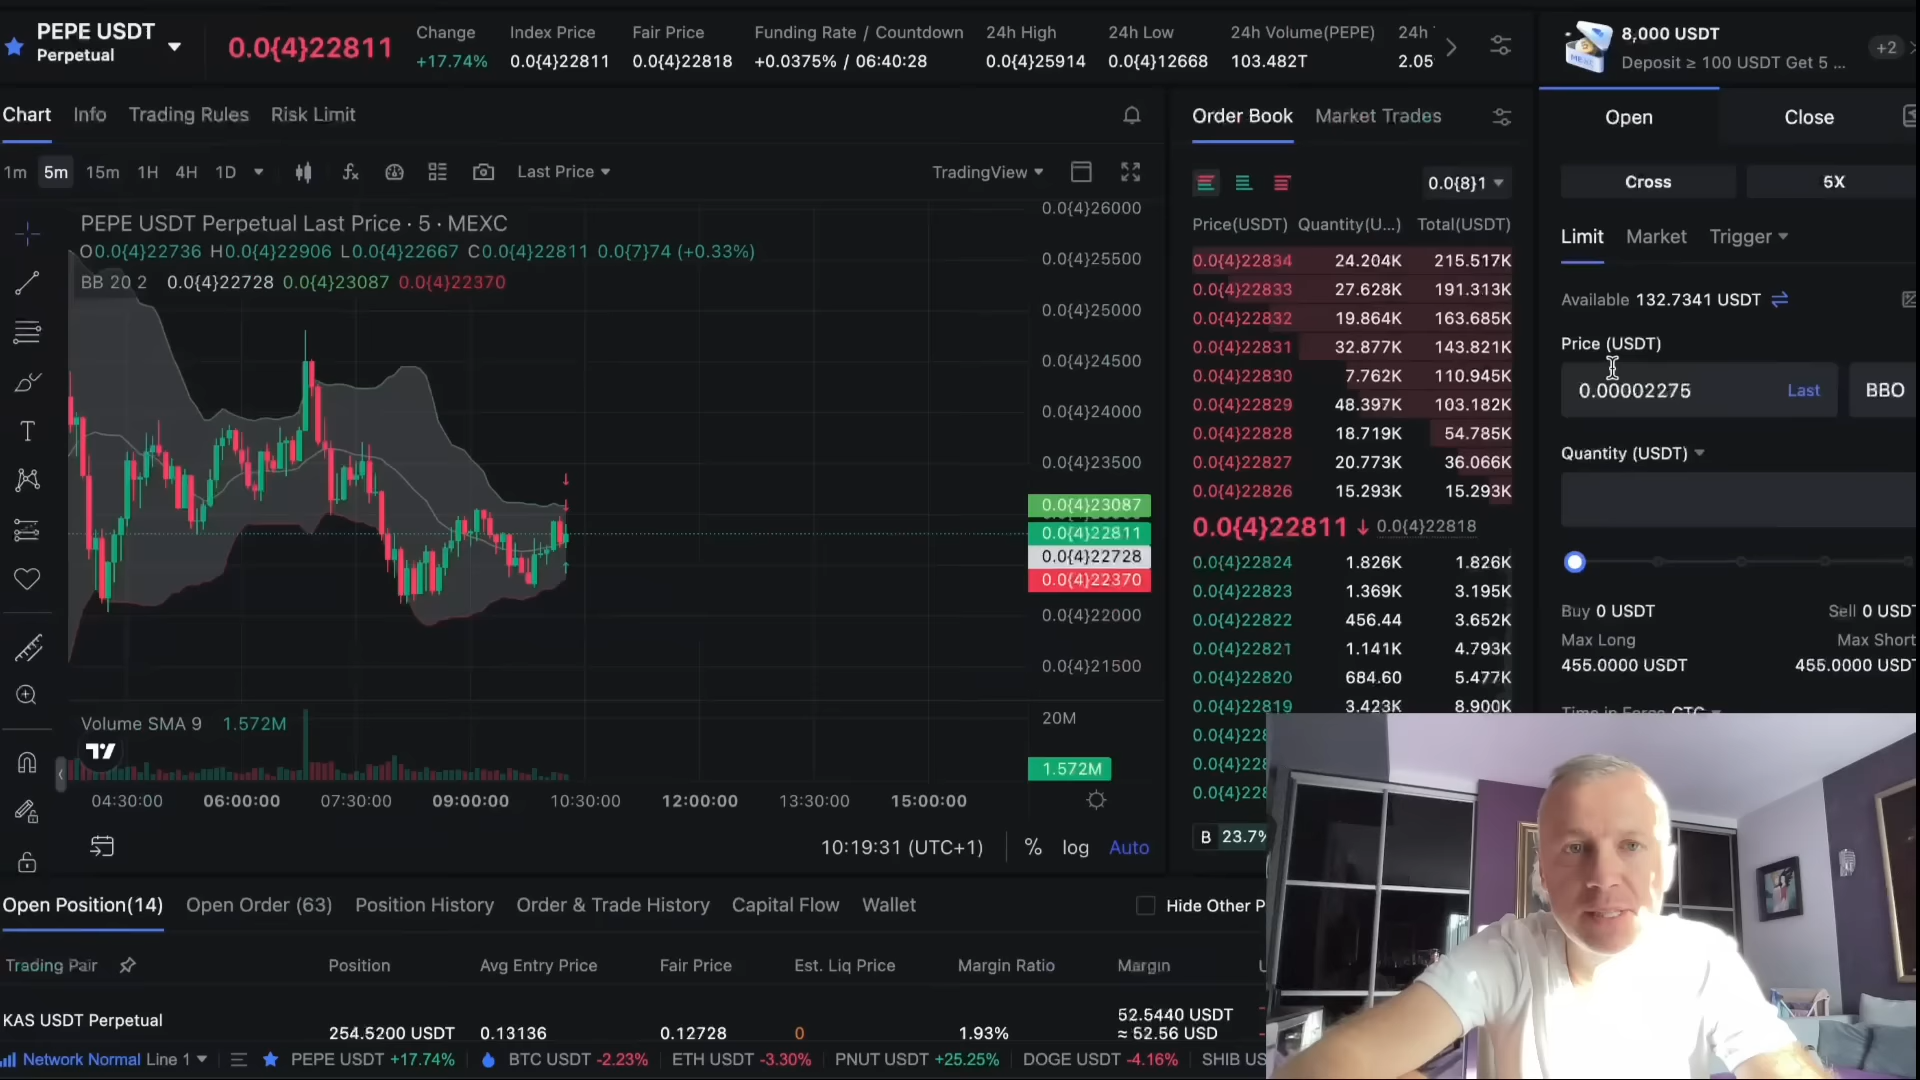 PEPE USDT
Perpetual
0.0{4}22811
Change
+17.74%
Index Price
0.0{4}22811
Fair Price
0.0{4}22818
Funding Rate / Countdown
+0.0375% / 06:40:28
24h High
0.0{4}25914
24h Low
0.0{4}12668
24h Volume(PEPE)
103.482T
24h
2.05
8,000 USDT
Deposit ≥ 100 USDT Get 5 ...
+2
Chart Info Trading Rules Risk Limit
1m 5m 15m 1H 4H 1D Last Price TradingView
PEPE USDT Perpetual Last Price · 5 · MEXC
O0.0{4}22736 H0.0{4}22906 L0.0{4}22667 C0.0{4}22811 0.0{7}74 (+0.33%)
BB 20 2 0.0{4}22728 0.0{4}23087 0.0{4}22370
0.0{4}26000
0.0{4}25500
0.0{4}25000
0.0{4}24500
0.0{4}24000
0.0{4}23500
0.0{4}23087
0.0{4}22811
0.0{4}22728
0.0{4}22370
0.0{4}22000
0.0{4}21500
Volume SMA 9 1.572M
20M
1.572M
04:30:00 06:00:00 07:30:00 09:00:00 10:30:00 12:00:00 13:30:00 15:00:00
10:19:31 (UTC+1) % log Auto
Order Book Market Trades
0.0{8}1
Price(USDT) Quantity(U...) Total(USDT)
0.0{4}22834 24.204K 215.517K
0.0{4}22833 27.628K 191.313K
0.0{4}22832 19.864K 163.685K
0.0{4}22831 32.877K 143.821K
0.0{4}22830 7.762K 110.945K
0.0{4}22829 48.397K 103.182K
0.0{4}22828 18.719K 54.785K
0.0{4}22827 20.773K 36.066K
0.0{4}22826 15.293K 15.293K
0.0{4}22811 ↓ 0.0{4}22818
0.0{4}22824 1.826K 1.826K
0.0{4}22823 1.369K 3.195K
0.0{4}22822 456.44 3.652K
0.0{4}22821 1.141K 4.793K
0.0{4}22820 684.60 5.477K
0.0{4}22819 3.423K 8.900K
0.0{4}228
0.0{4}228
0.0{4}228
B 23.7%
Open Close
Cross 5X
Limit Market Trigger
Available 132.7341 USDT
Price (USDT)
0.00002275 Last BBO
Quantity (USDT)
Buy 0 USDT Sell 0 USDT
Max Long Max Short
455.0000 USDT 455.0000 USDT
Time in Force GTC
Open Position(14) Open Order (63) Position History Order & Trade History Capital Flow Wallet Hide Other P
Trading Pair Position Avg Entry Price Fair Price Est. Liq Price Margin Ratio Margin
KAS USDT Perpetual 254.5200 USDT 0.13136 0.12728 0 1.93% 52.5440 USDT
≈ 52.56 USD
Network Normal Line 1 PEPE USDT +17.74% BTC USDT -2.23% ETH USDT -3.30% PNUT USDT +25.25% DOGE USDT -4.16% SHIB US